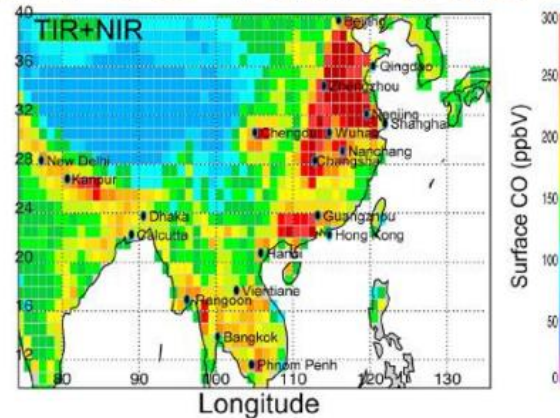 40
TIR+NIR
Beijing
300
36
Qingdao
250
Zhengzhou
32
Nanjing
Shanghai
Chengdu
Wuhan
200
Nanchang
28
New Delhi
Changsha
150
Kanpur
24
Dhaka
Guangzhou
Calcutta
Hong Kong
100
20
Hanoi
Vientiane
Rangoon
50
16
Bangkok
12
Phnom Penh
0
80 90 100 110 120 130
Longitude
Surface CO (ppbV)